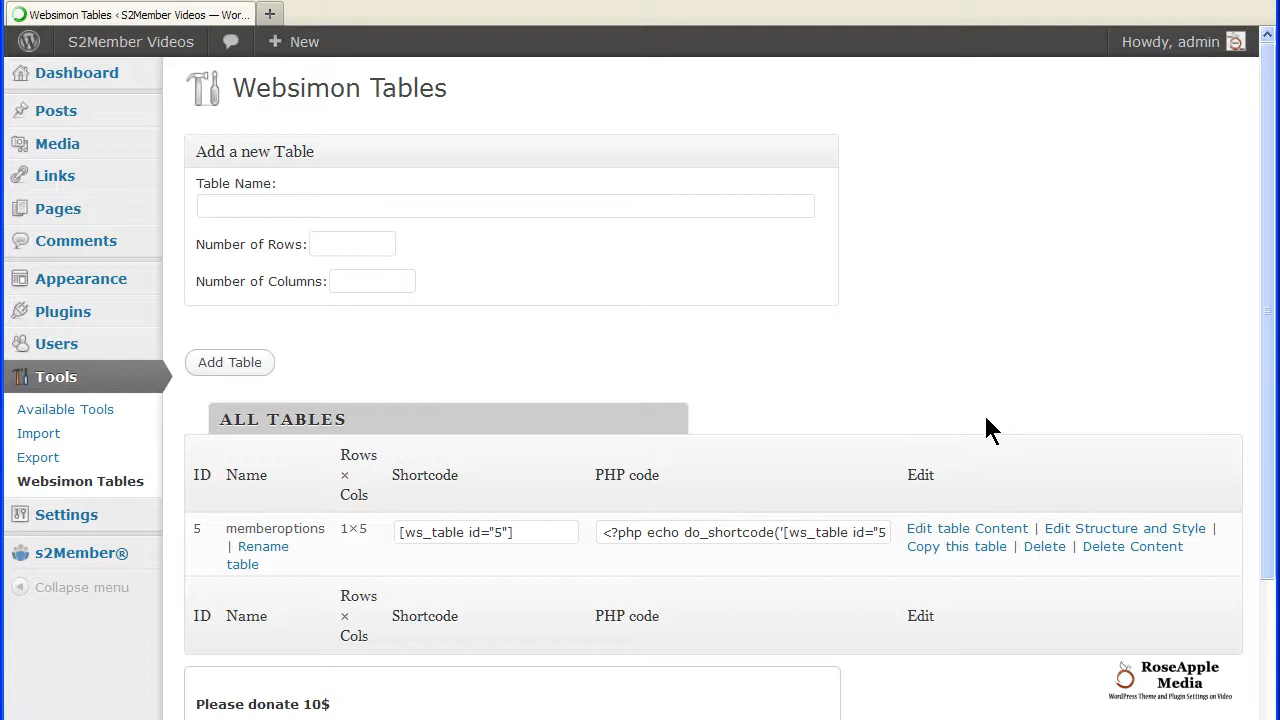 Websimon Tables ‹ S2Member Videos — Wor...
S2Member Videos
New
Howdy, admin
Dashboard
Posts
Media
Links
Pages
Comments
Appearance
Plugins
Users
Tools
Available Tools
Import
Export
Websimon Tables
Settings
s2Member®
Collapse menu
Websimon Tables
Add a new Table
Table Name:
Number of Rows:
Number of Columns:
Add Table
ALL TABLES
ID Name Rows × Cols Shortcode PHP code Edit
5 memberoptions 1×5 [ws_table id="5"] <?php echo do_shortcode('[ws_table id="5 Edit table Content | Edit Structure and Style |
| Rename Copy this table | Delete | Delete Content
table
ID Name Rows × Cols Shortcode PHP code Edit
Please donate 10$
RoseApple
Media
WordPress Theme and Plugin Settings on Video